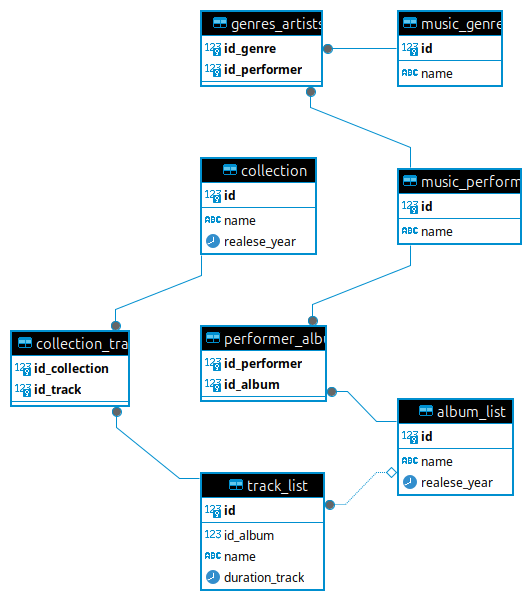 genres_artists
123 id_genre
123 id_performer
music_genre
123 id
ABC name
collection
123 id
ABC name
realese_year
music_perform
123 id
ABC name
collection_tra
123 id_collection
123 id_track
performer_albu
123 id_performer
123 id_album
album_list
123 id
ABC name
realese_year
track_list
123 id
123 id_album
ABC name
duration_track